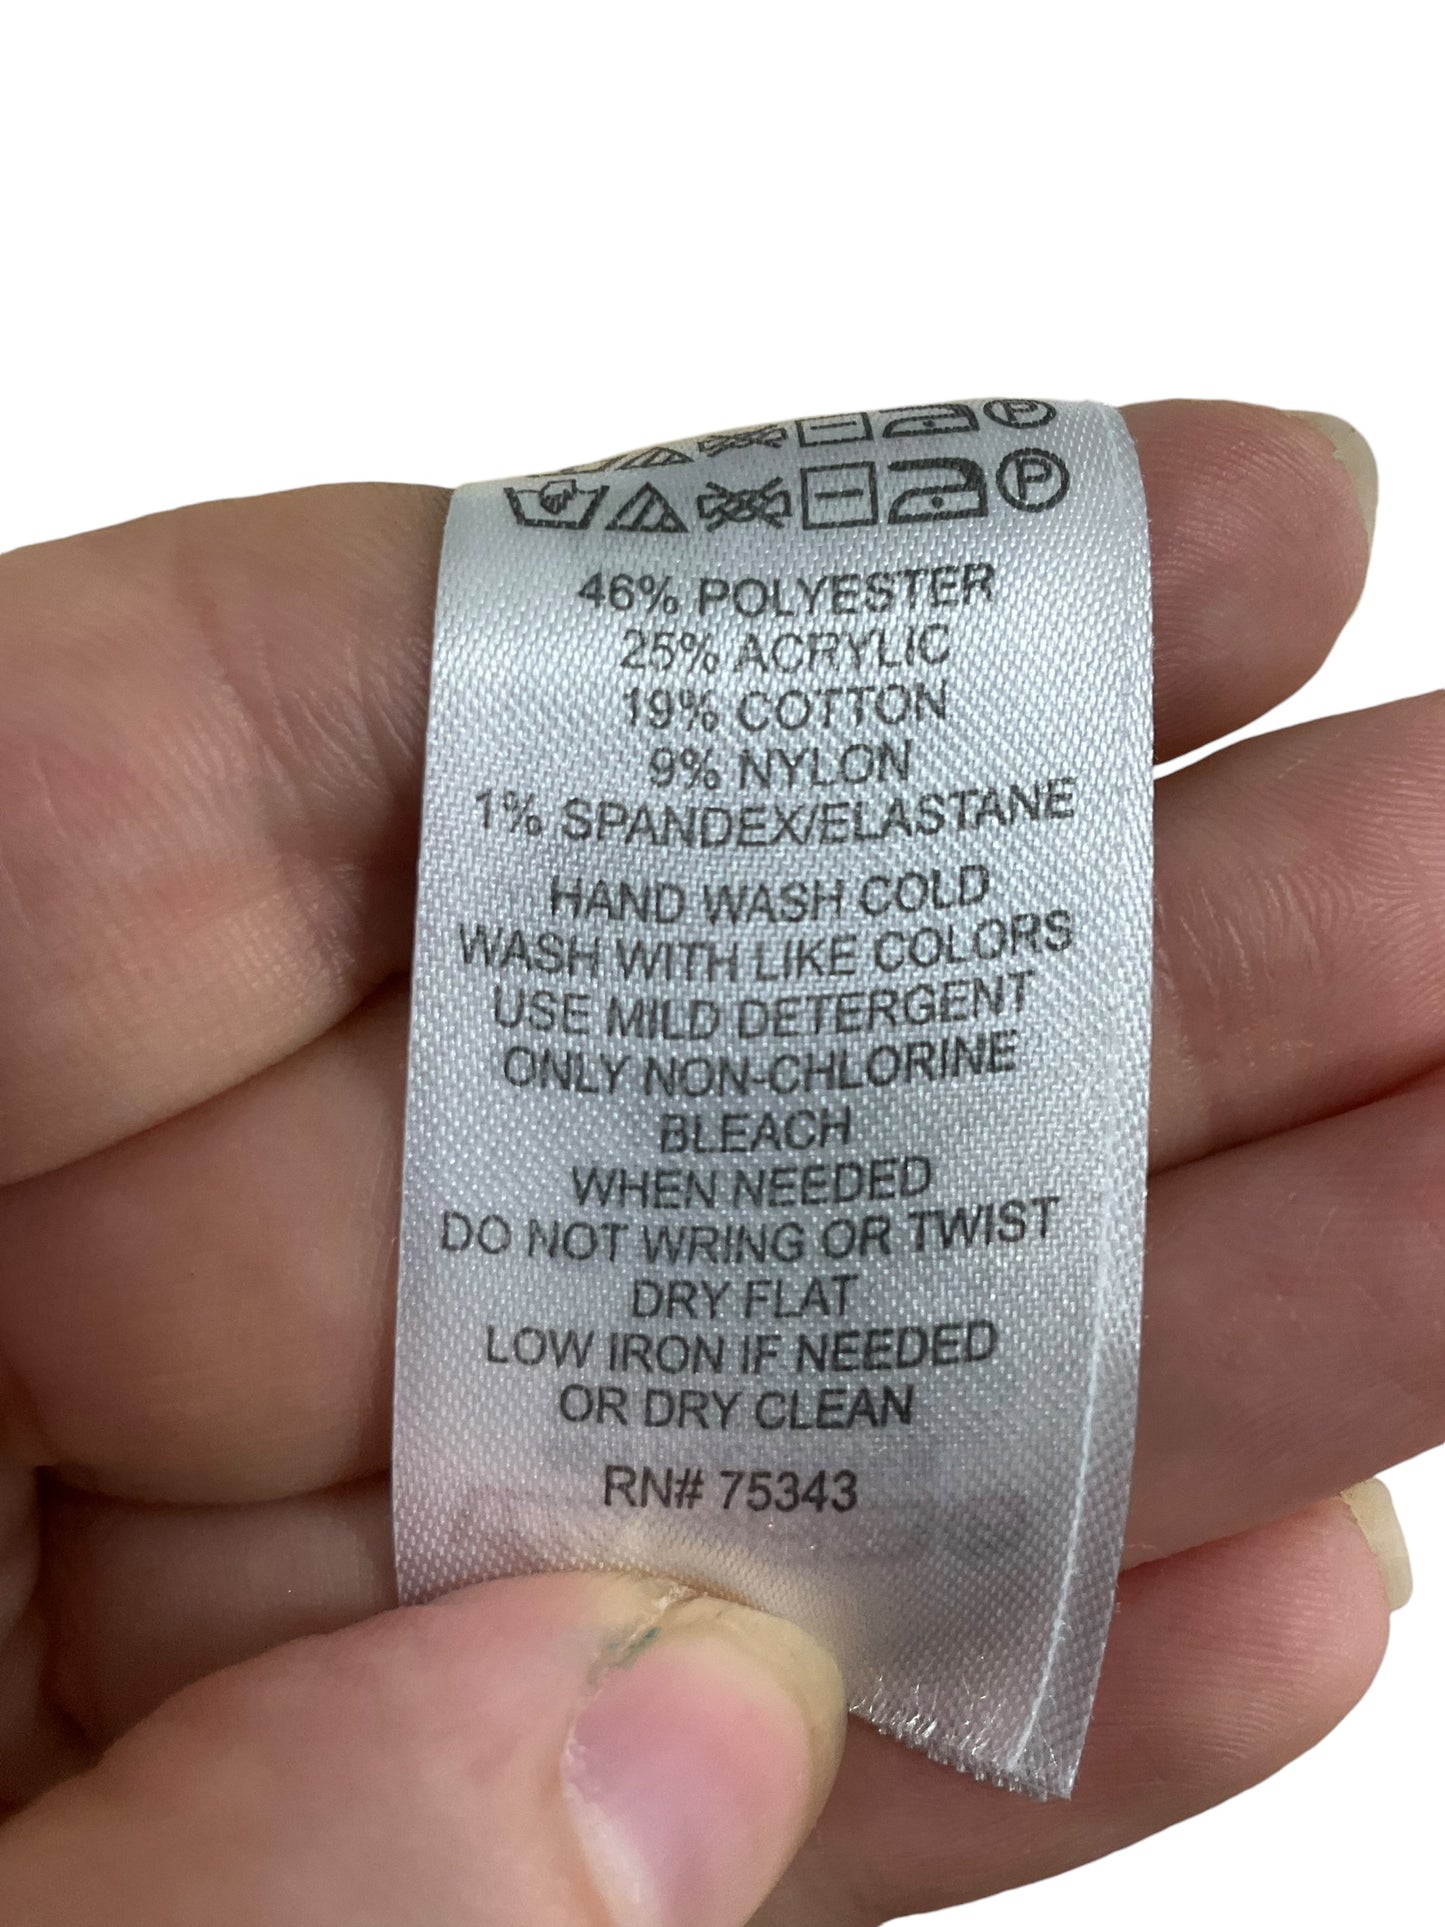 46% POLYESTER
25% ACRYLIC
19% COTTON
9% NYLON
1% SPANDEX/ELASTANE
HAND WASH COLD
WASH WITH LIKE COLORS
USE MILD DETERGENT
ONLY NON-CHLORINE
BLEACH
WHEN NEEDED
DO NOT WRING OR TWIST
DRY FLAT
LOW IRON IF NEEDED
OR DRY CLEAN
RN# 75343